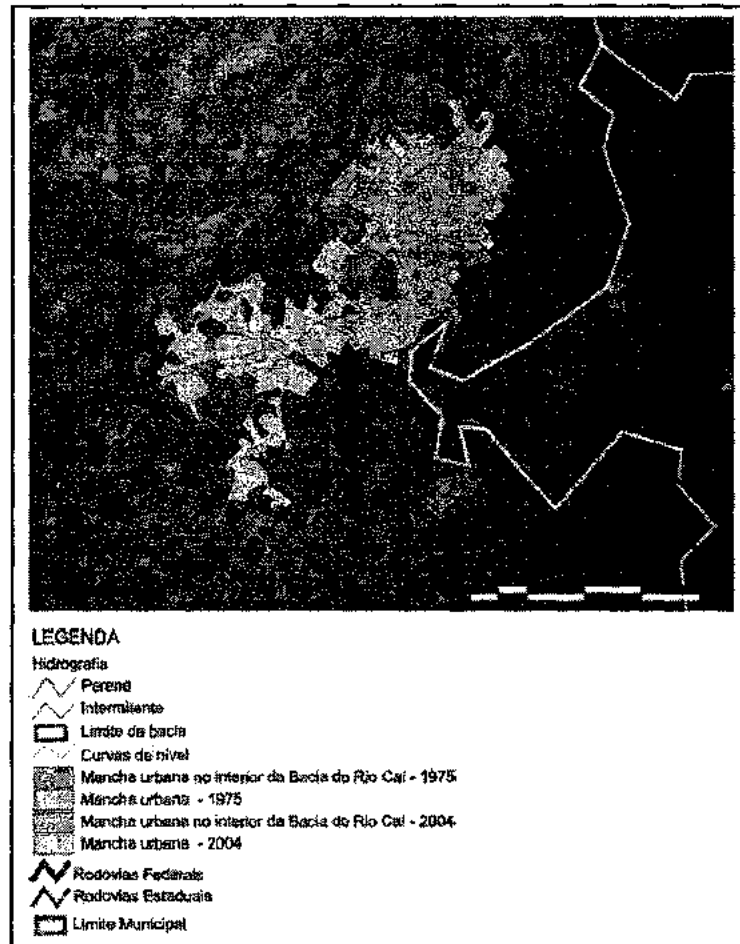 LEGENDA
Hidrografia
Perene
Intermitente
Limite da bacia
Curvas de nível
Mancha urbana no interior da Bacia do Rio Caí - 1975
Mancha urbana - 1975
Mancha urbana no interior da Bacia do Rio Caí - 2004
Mancha urbana - 2004
Rodovias Federais
Rodovias Estaduais
Limite Municipal